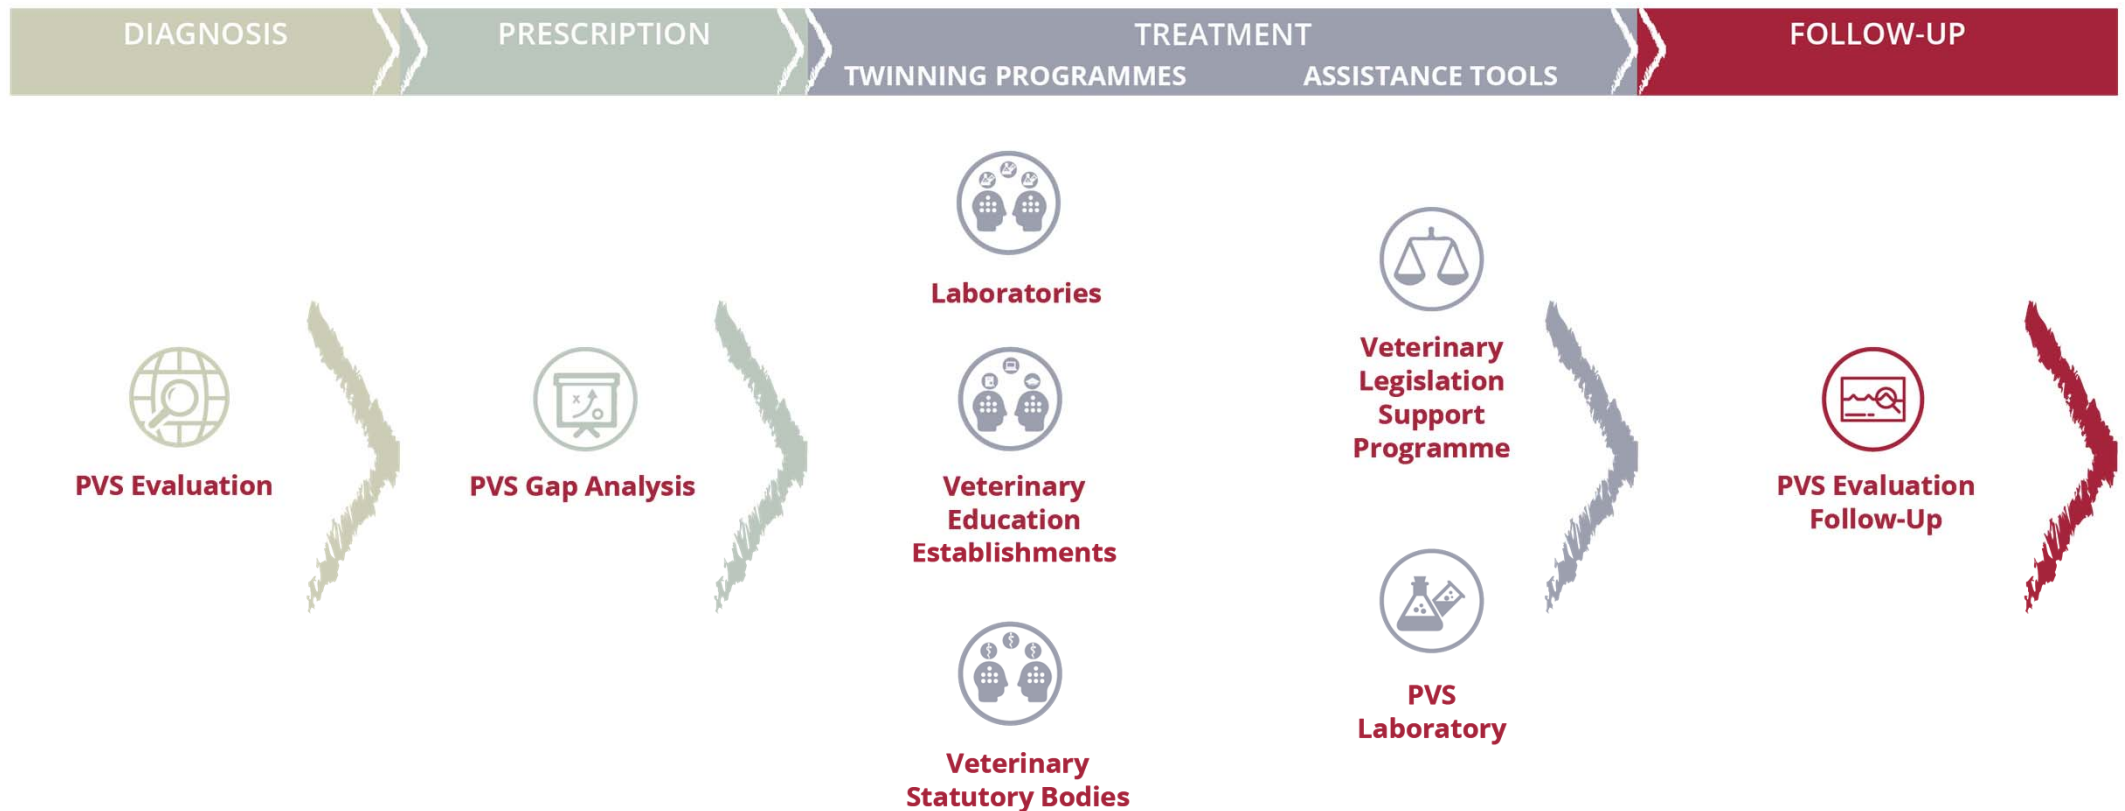 DIAGNOSIS
PRESCRIPTION
TREATMENT
TWINNING PROGRAMMES
ASSISTANCE TOOLS
FOLLOW-UP
PVS Evaluation
PVS Gap Analysis
Laboratories
Veterinary
Education
Establishments
Veterinary
Statutory Bodies
Veterinary
Legislation
Support
Programme
PVS
Laboratory
PVS Evaluation
Follow-Up